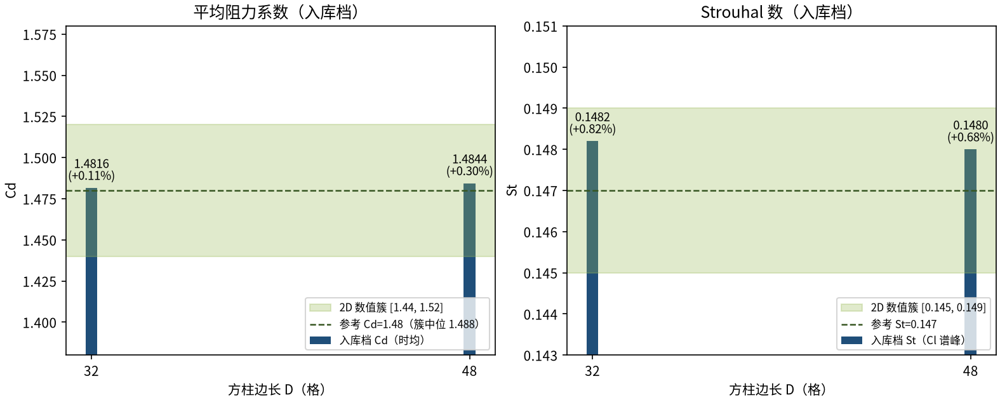 平均阻力系数（入库档）
1.575
1.550
1.525
1.500
1.475
1.450
1.425
1.400
Cd
1.4816
(+0.11%)
1.4844
(+0.30%)
2D 数值簇 [1.44, 1.52]
参考 Cd=1.48（簇中位 1.488）
入库档 Cd（时均）
32
48
方柱边长 D（格）
Strouhal 数（入库档）
0.151
0.150
0.149
0.148
0.147
0.146
0.145
0.144
0.143
St
0.1482
(+0.82%)
0.1480
(+0.68%)
2D 数值簇 [0.145, 0.149]
参考 St=0.147
入库档 St（Cl 谱峰）
32
48
方柱边长 D（格）